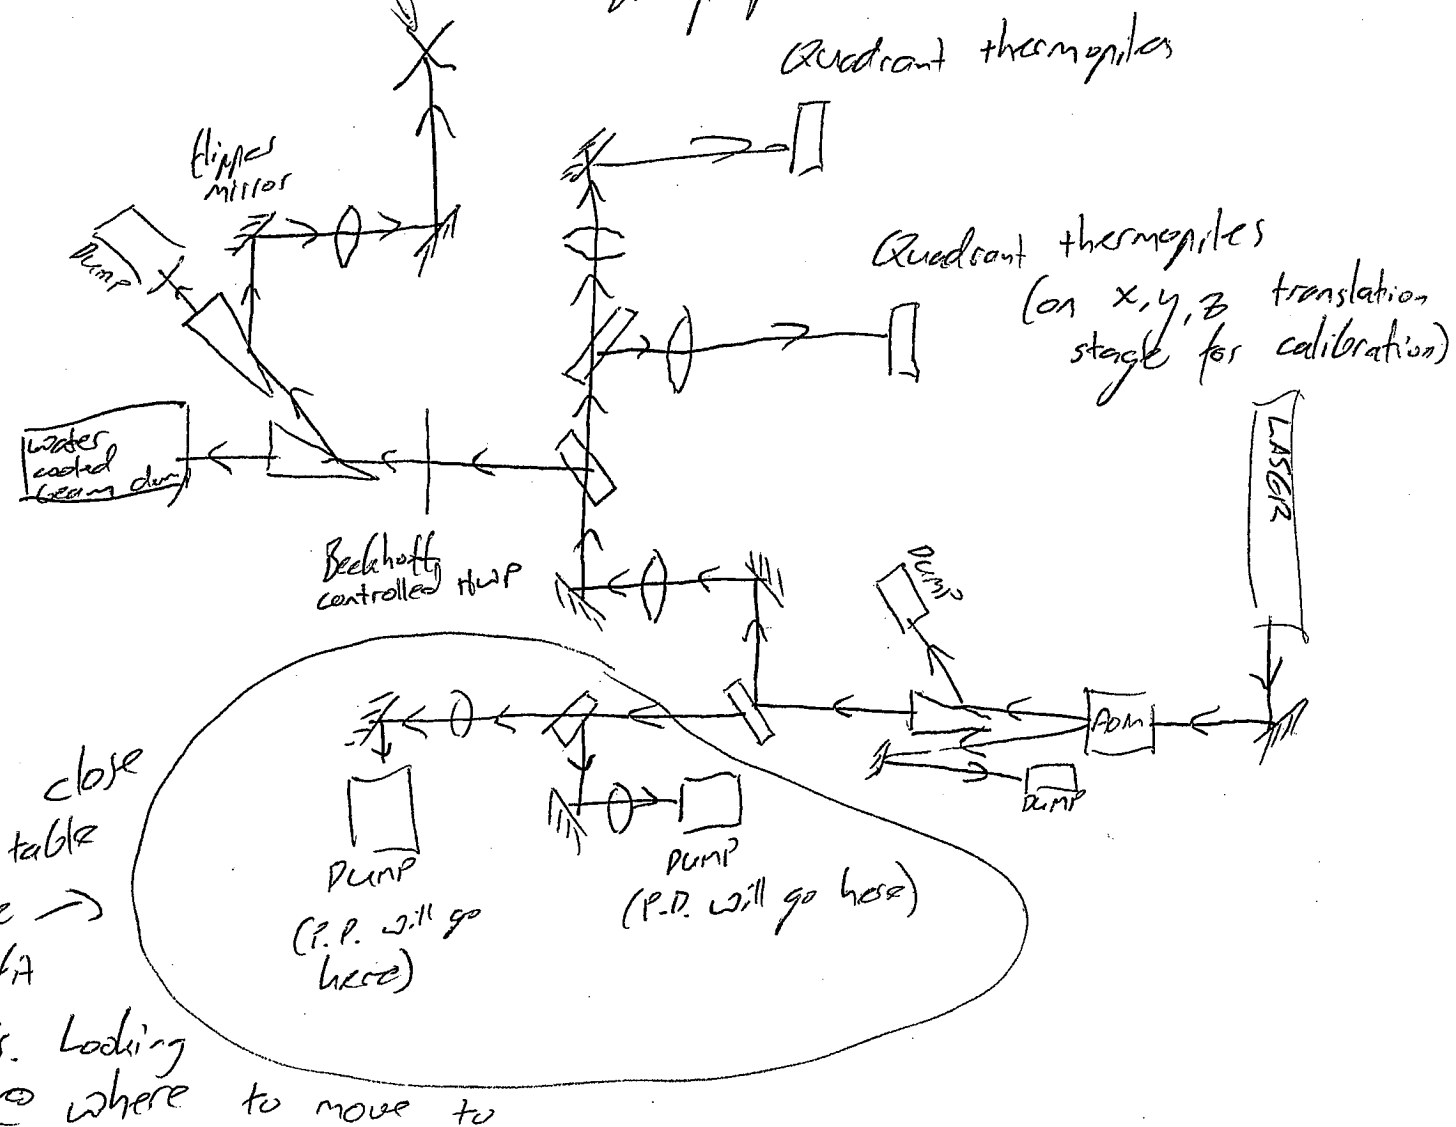 Quadrant thermopiles
flipper
mirror
Dump
Quadrant thermopiles
(on x,y,z translation
stage for calibration)
LASER
water
cooled
beam dump
Beckhoff
controlled HWP
Dump
AOM
DUMP
close
table
DUMP
(P.D. will go
here)
DUMP
(P.D. will go here)
Looking
where to move to